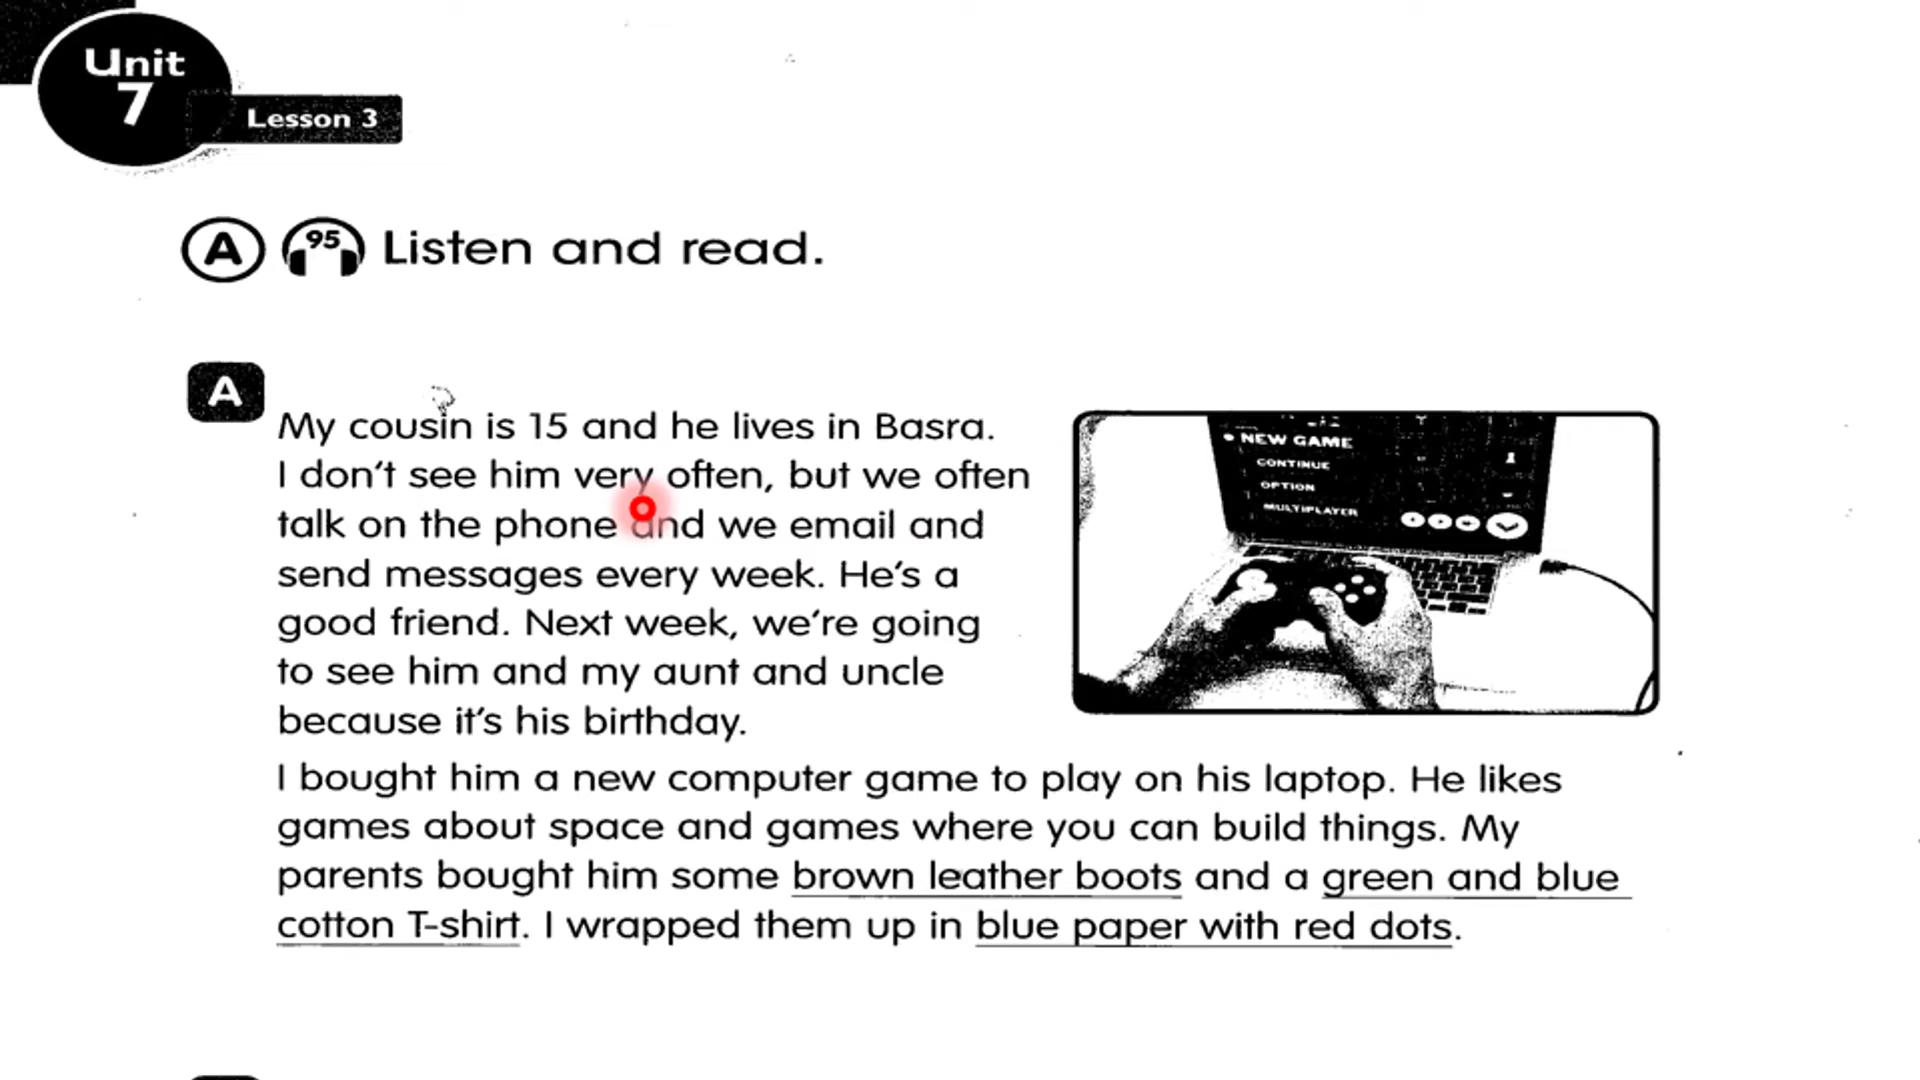 Unit
7
Lesson 3
A 95 Listen and read.
A
My cousin is 15 and he lives in Basra.
I don't see him very often, but we often
talk on the phone and we email and
send messages every week. He's a
good friend. Next week, we're going
to see him and my aunt and uncle
because it's his birthday.
NEW GAME
CONTINUE
OPTION
MULTIPLAYER
I bought him a new computer game to play on his laptop. He likes
games about space and games where you can build things. My
parents bought him some brown leather boots and a green and blue
cotton T-shirt. I wrapped them up in blue paper with red dots.